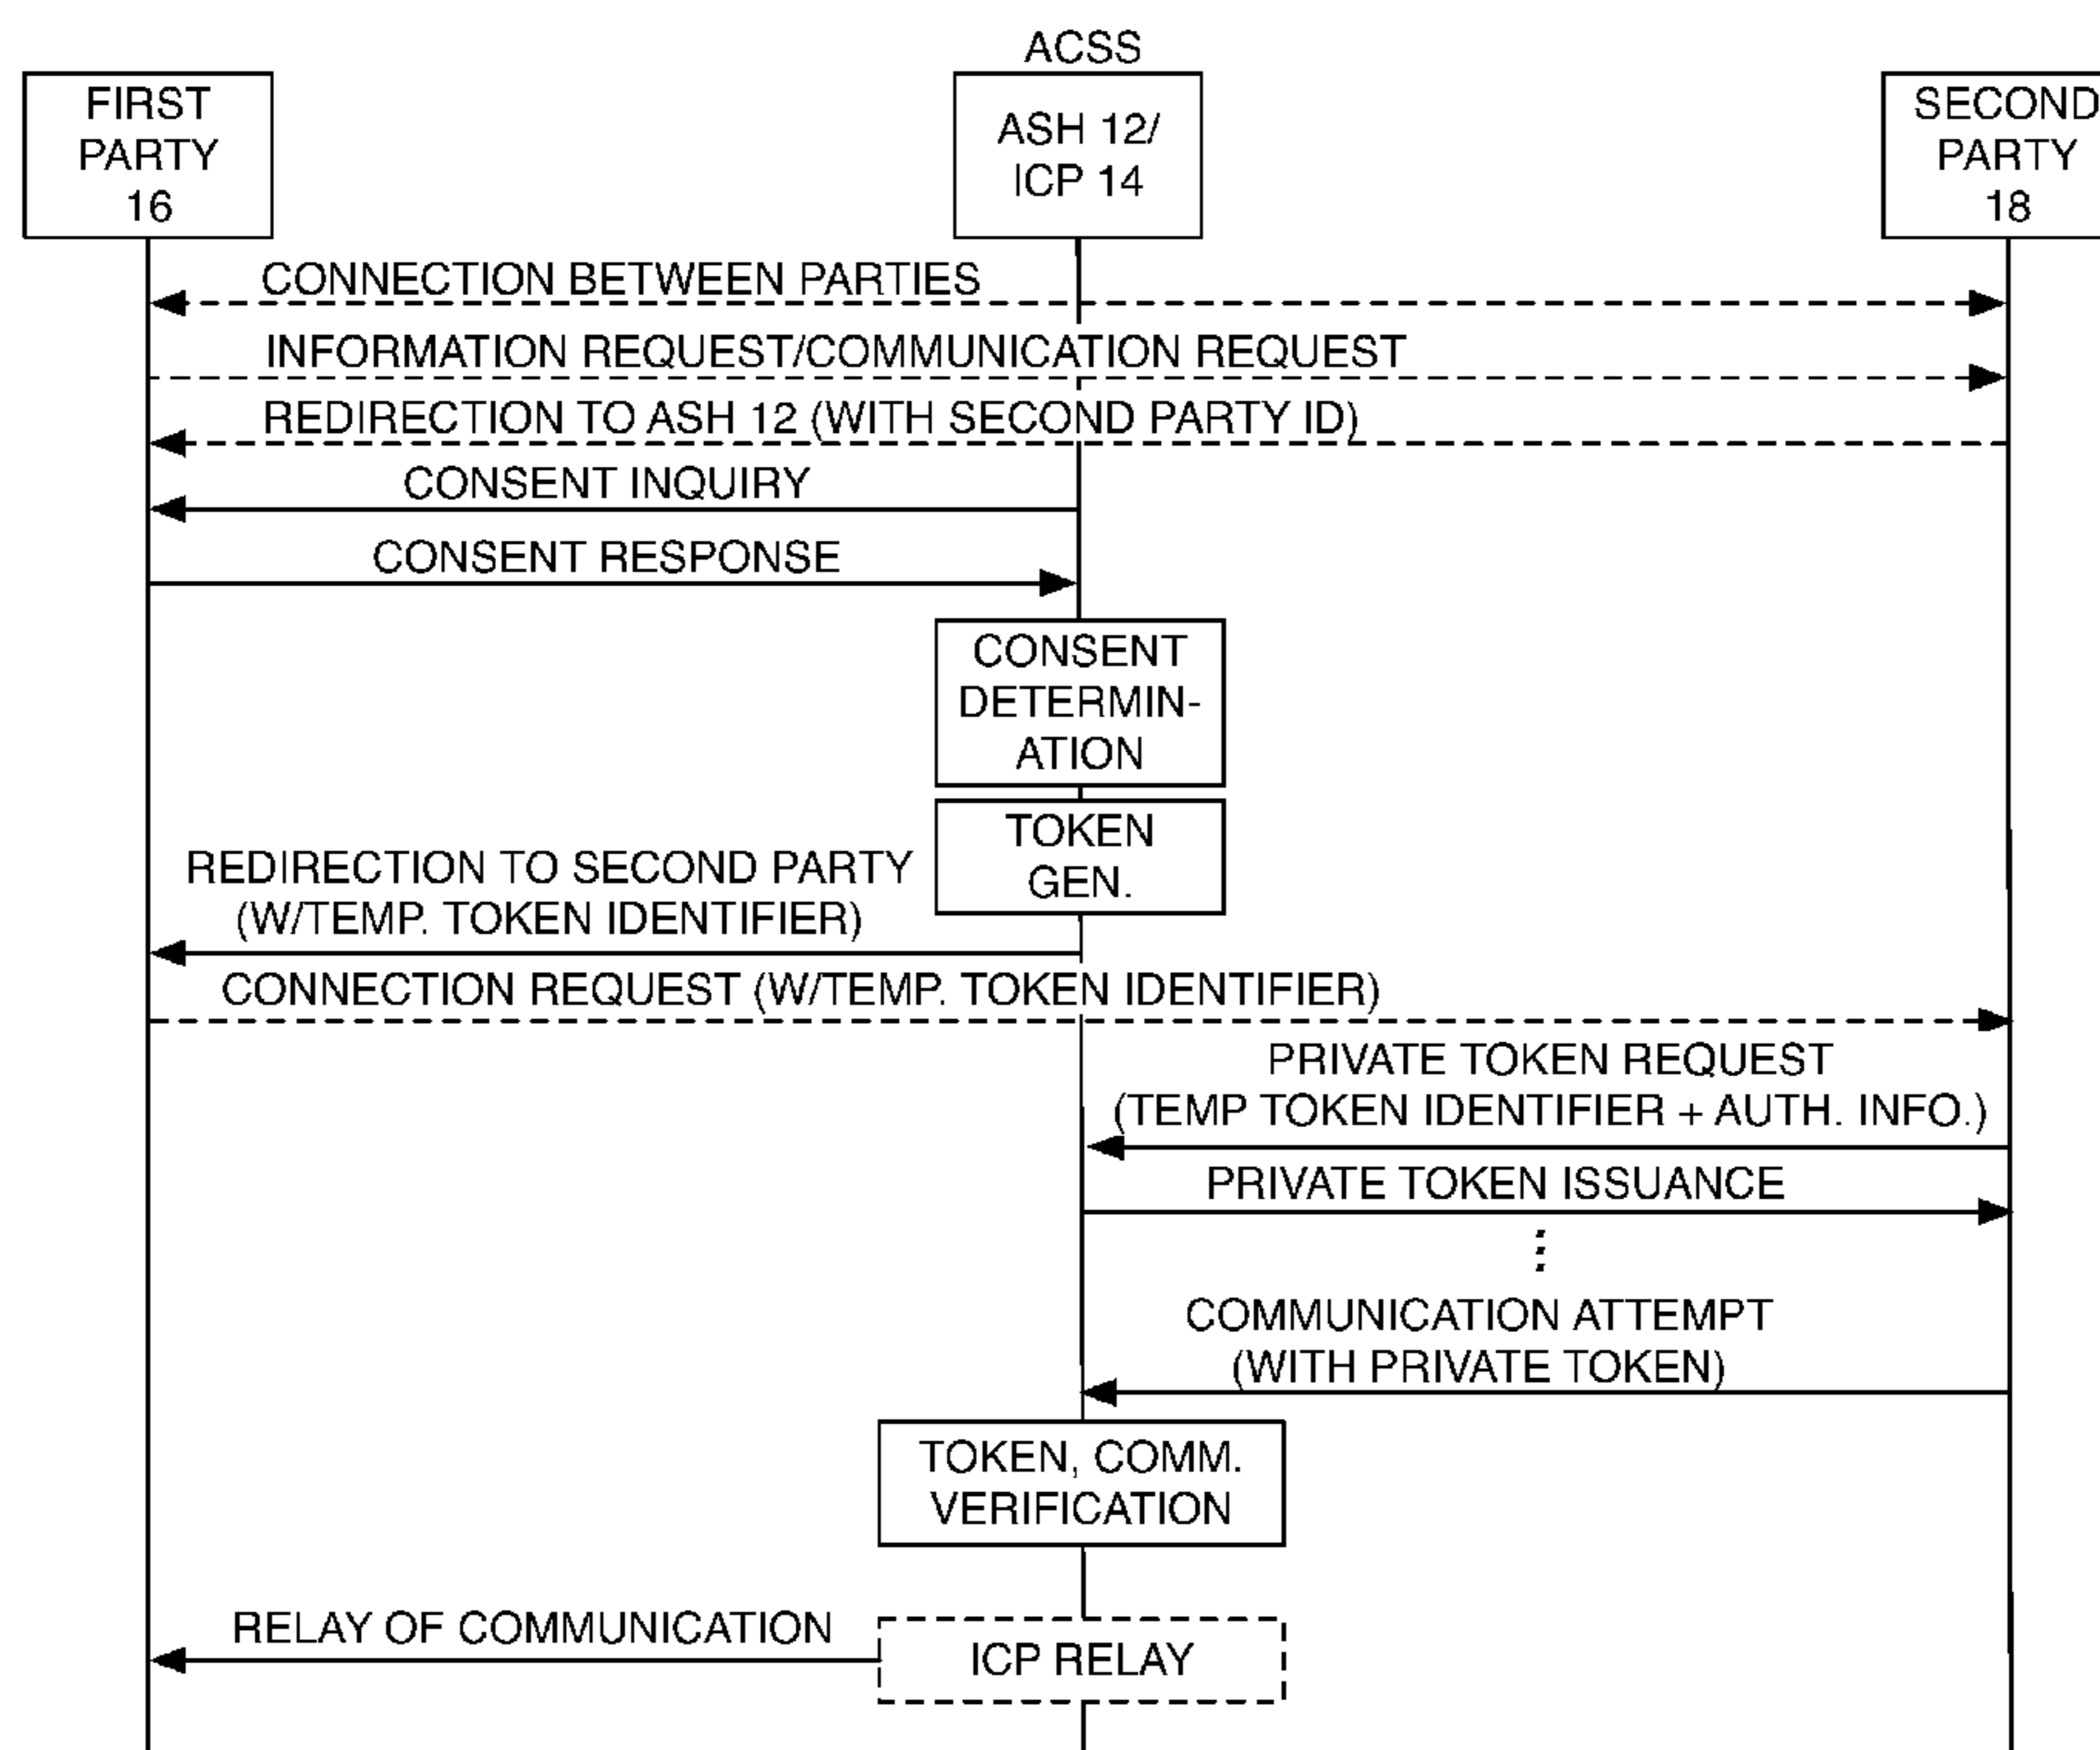 ACSS
FIRST
PARTY
16
ASH 12/
ICP 14
SECOND
PARTY
18
CONNECTION BETWEEN PARTIES
INFORMATION REQUEST/COMMUNICATION REQUEST
REDIRECTION TO ASH 12 (WITH SECOND PARTY ID)
CONSENT INQUIRY
CONSENT RESPONSE
CONSENT
DETERMIN-
ATION
TOKEN
GEN.
REDIRECTION TO SECOND PARTY
(W/TEMP. TOKEN IDENTIFIER)
CONNECTION REQUEST (W/TEMP. TOKEN IDENTIFIER)
PRIVATE TOKEN REQUEST
(TEMP TOKEN IDENTIFIER + AUTH. INFO.)
PRIVATE TOKEN ISSUANCE
COMMUNICATION ATTEMPT
(WITH PRIVATE TOKEN)
TOKEN, COMM.
VERIFICATION
RELAY OF COMMUNICATION
ICP RELAY